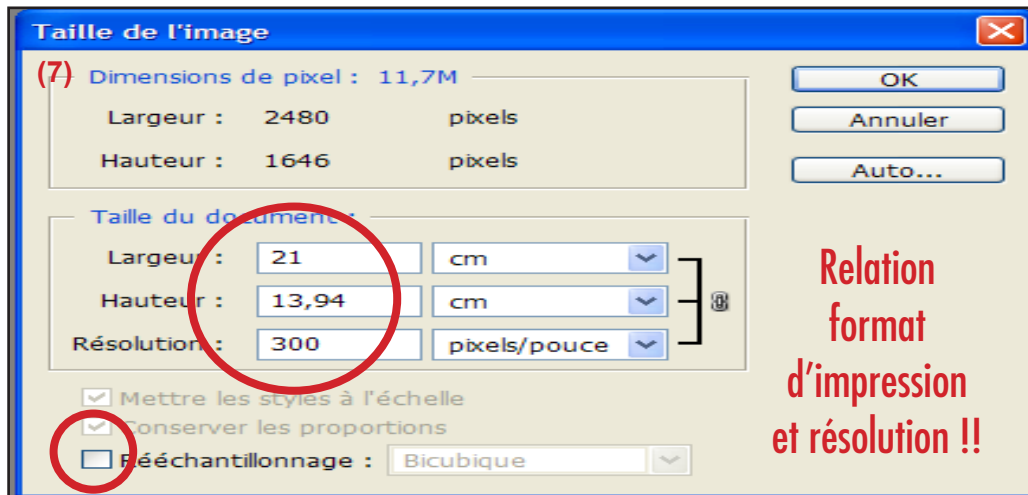 Taille de l'image
(7) Dimensions de pixel : 11,7M
Largeur : 2480 pixels
Hauteur : 1646 pixels
OK
Annuler
Auto...
Taille du document :
Largeur : 21 cm
Hauteur : 13,94 cm
Résolution : 300 pixels/pouce
Mettre les styles à l'échelle
Conserver les proportions
Rééchantillonnage : Bicubique
Relation
format
d’impression
et résolution !!